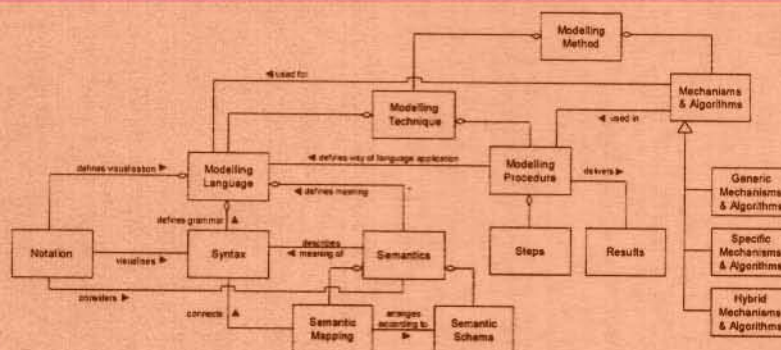 Modelling
Method
◄ used for
Mechanisms
& Algorithms
Modelling
Technique
◄ used in
defines visualisation ►
Modelling
Language
◄ defines way of language application
Modelling
Procedure
delivers ►
◄ defines meaning
Generic
Mechanisms
& Algorithms
defines grammar ▲
Notation
visualises ►
Syntax
describes
◄ meaning of
Semantics
Steps
Results
Specific
Mechanisms
& Algorithms
considers ►
connects ▲
Semantic
Mapping
arranges
according to
►
Semantic
Schema
Hybrid
Mechanisms
& Algorithms